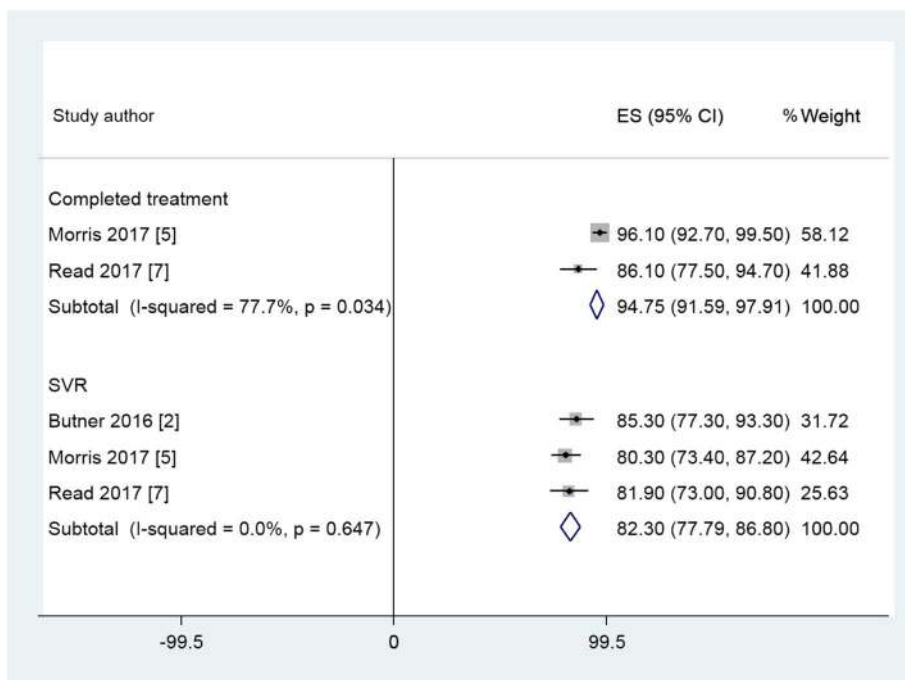 Study author ES (95% CI) % Weight
Completed treatment
Morris 2017 [5] 96.10 (92.70, 99.50) 58.12
Read 2017 [7] 86.10 (77.50, 94.70) 41.88
Subtotal (I-squared = 77.7%, p = 0.034) 94.75 (91.59, 97.91) 100.00
SVR
Butner 2016 [2] 85.30 (77.30, 93.30) 31.72
Morris 2017 [5] 80.30 (73.40, 87.20) 42.64
Read 2017 [7] 81.90 (73.00, 90.80) 25.63
Subtotal (I-squared = 0.0%, p = 0.647) 82.30 (77.79, 86.80) 100.00
-99.5 0 99.5